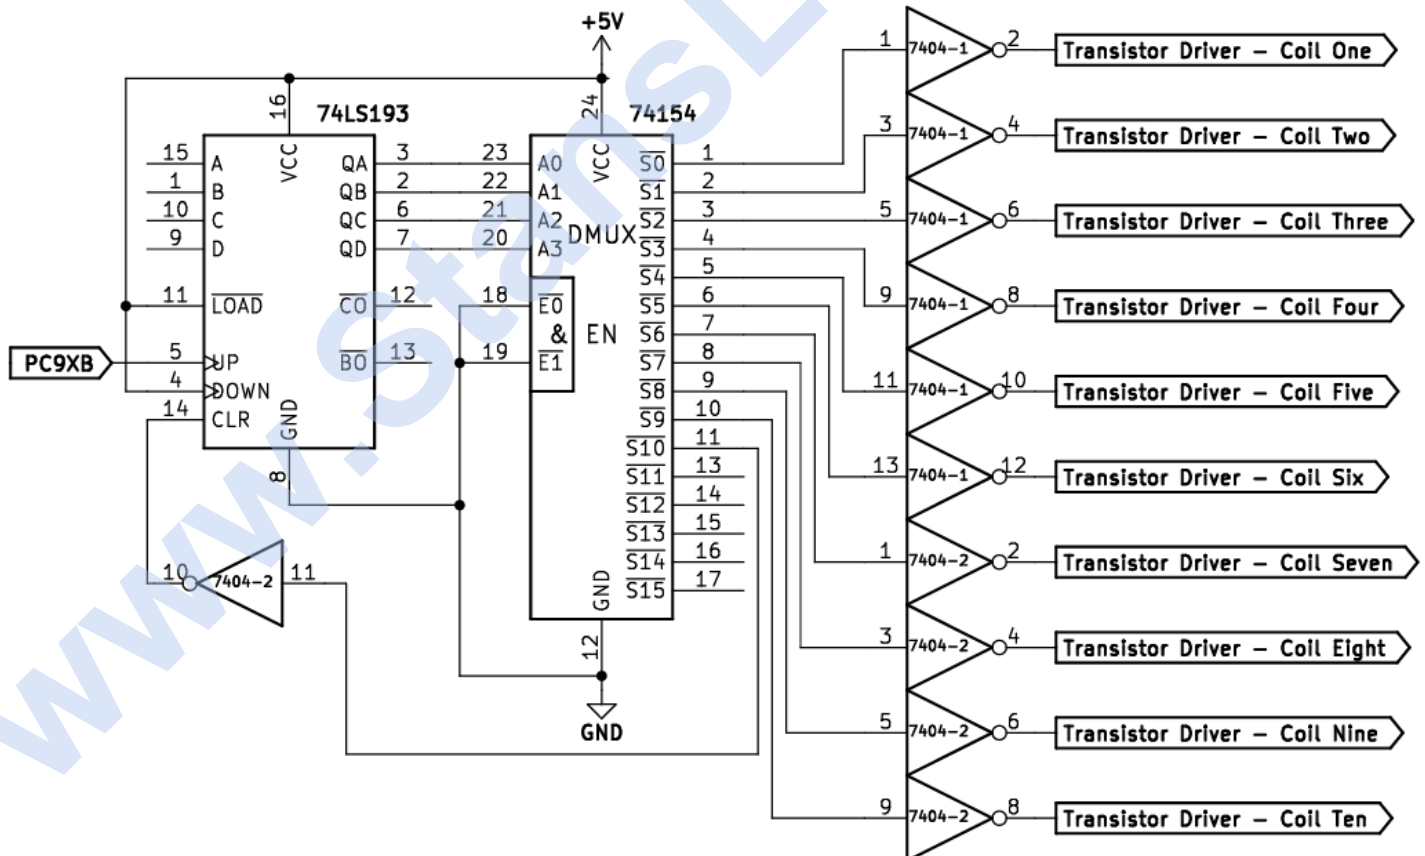 +5V
1 7404-1 2 Transistor Driver – Coil One
16 74LS193 24 74154
3 7404-1 4 Transistor Driver – Coil Two
15 A VCC QA 3 23 A0 VCC S0 1
1 B QB 2 22 A1 S1 2
10 C QC 6 21 A2 S2 3 5 7404-1 6 Transistor Driver – Coil Three
DMUX
9 D QD 7 20 A3 S3 4
S4 5
11 LOAD CO 12 18 E0 S5 6 9 7404-1 8 Transistor Driver – Coil Four
& EN S6 7
PC9XB 5 UP BO 13 19 E1 S7 8
4 DOWN S8 9 11 7404-1 10 Transistor Driver – Coil Five
14 CLR GND S9 10
S10 11
8 S11 13 13 7404-1 12 Transistor Driver – Coil Six
S12 14
S13 15
S14 16 1 7404-2 2 Transistor Driver – Coil Seven
10 7404-2 11 GND S15 17
12 3 7404-2 4 Transistor Driver – Coil Eight
GND 5 7404-2 6 Transistor Driver – Coil Nine
9 7404-2 8 Transistor Driver – Coil Ten
www.StansL